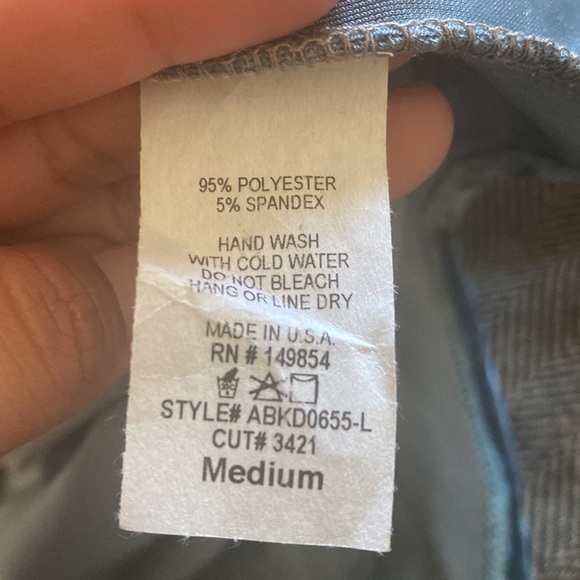 95% POLYESTER
5% SPANDEX
HAND WASH
WITH COLD WATER
DO NOT BLEACH
HANG OR LINE DRY
MADE IN U.S.A.
RN # 149854
STYLE# ABKD0655-L
CUT# 3421
Medium